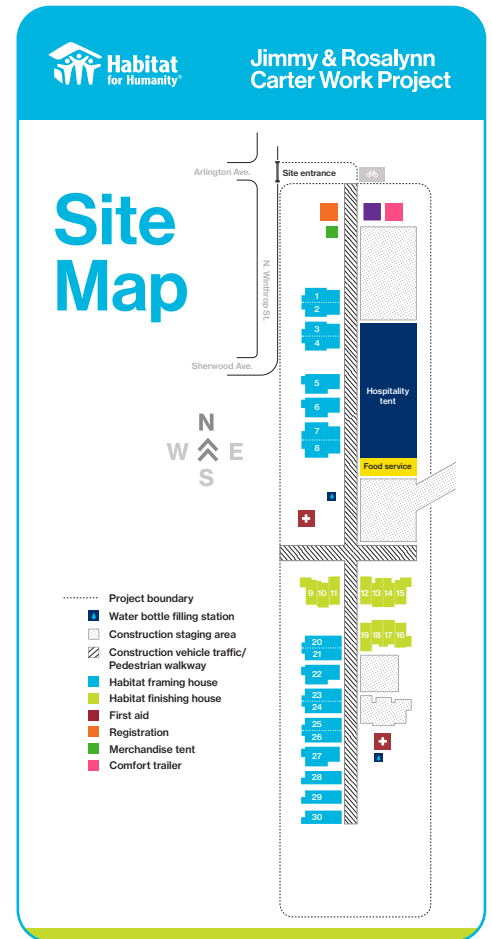 Habitat
for Humanity®
Jimmy & Rosalynn
Carter Work Project
Site
Map
Arlington Ave.
Site entrance
N. Winthrop St.
Sherwood Ave.
1
2
3
4
5
6
7
8
Hospitality
tent
Food service
N
W E
S
9 10 11
12 13 14 15
19 18 17 16
20
21
22
23
24
25
26
27
28
29
30
Project boundary
Water bottle filling station
Construction staging area
Construction vehicle traffic/
Pedestrian walkway
Habitat framing house
Habitat finishing house
First aid
Registration
Merchandise tent
Comfort trailer